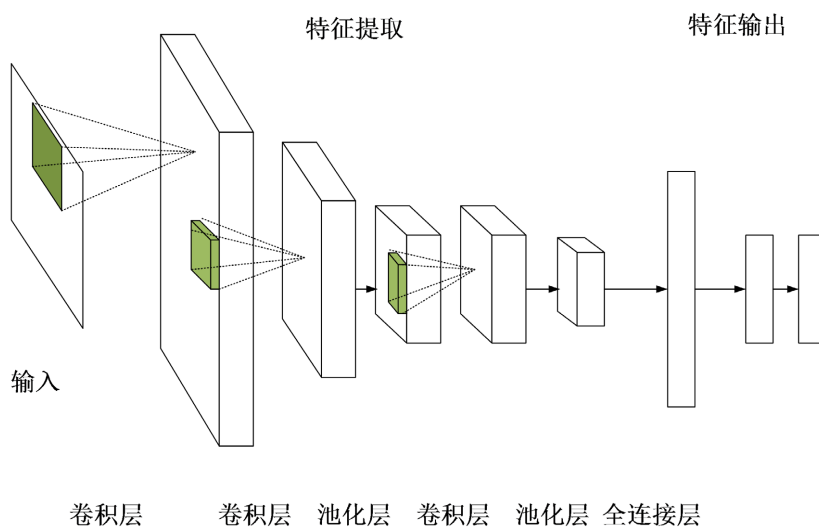 特征提取
特征输出
输入
卷积层
卷积层
池化层
卷积层
池化层
全连接层